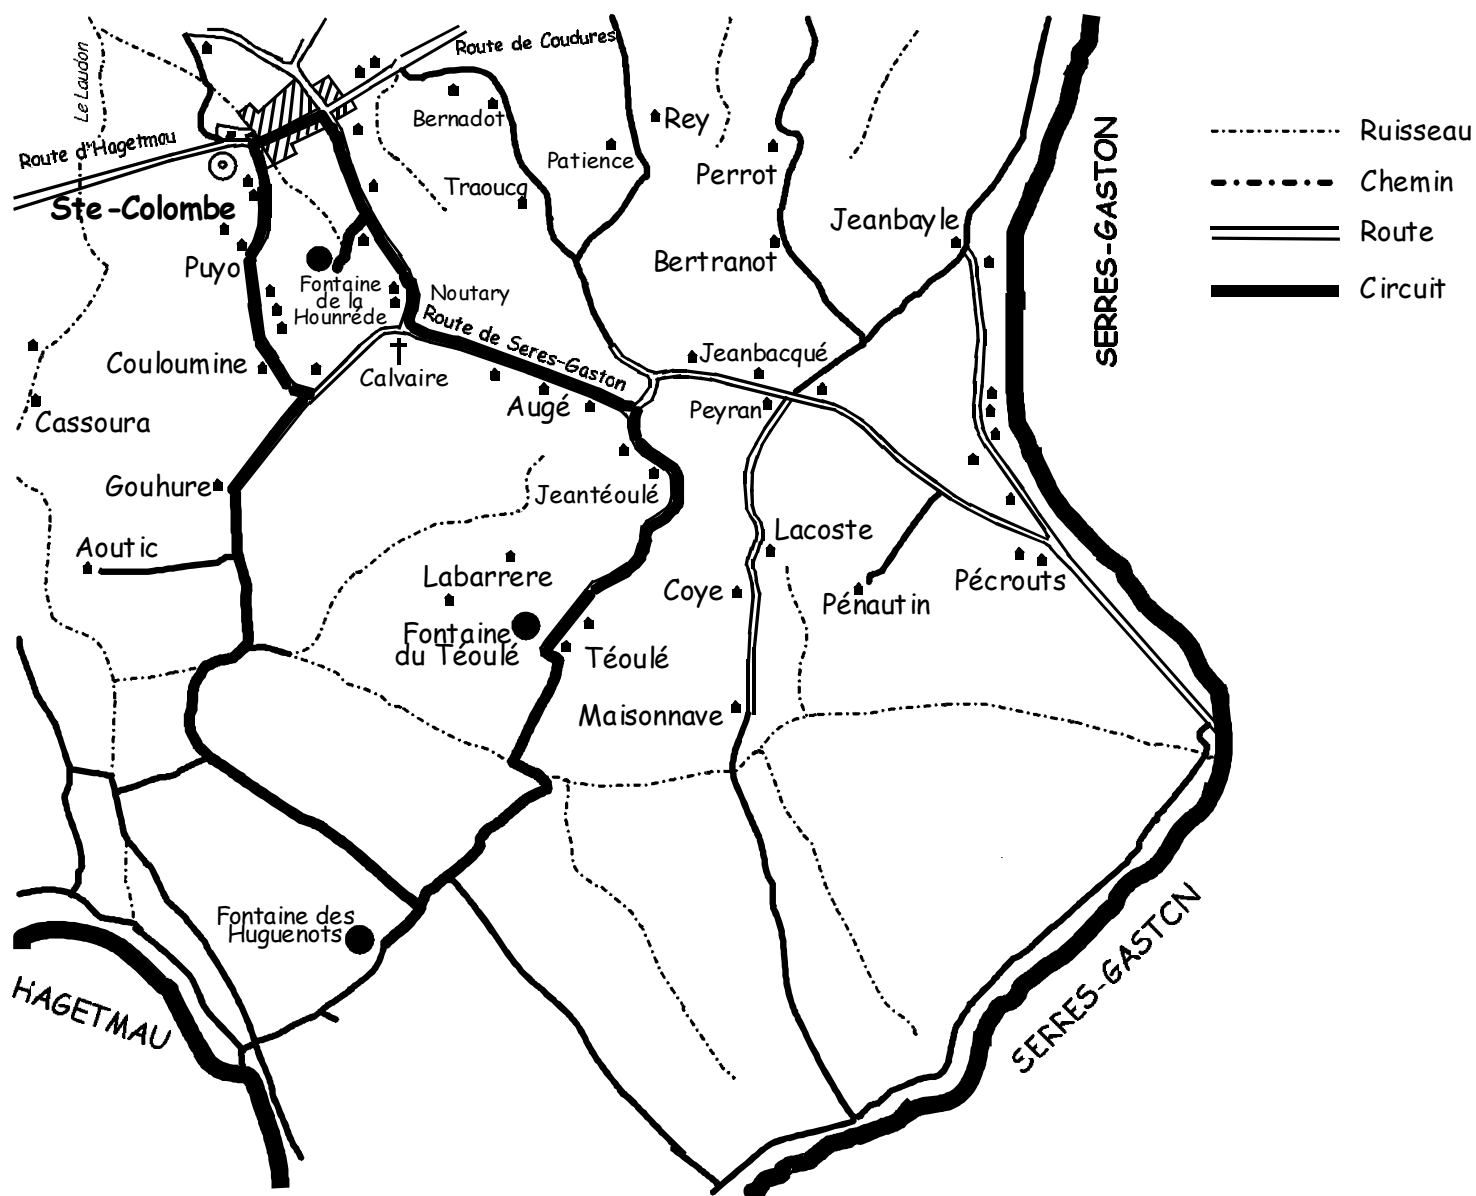 Le Laudon
Route de Coudures
Route d'Hagetmau
Bernadot
Rey
Patience
Perrot
Traoucq
Ste-Colombe
Jeanbayle
Puyo
Bertranot
Fontaine
de la
Hounrède
Noutary
Route de Seres-Gaston
Couloumine
Calvaire
Jeanbacqué
Augé
Peyran
Cassoura
Gouhure
Jeantéoulé
Aoutic
Lacoste
Labarrere
Coye
Pénautin
Pécrouts
Fontaine
du Téoulé
Téoulé
Maisonnave
Fontaine des
Huguenots
HAGETMAU
SERRES-GASTON
SERRES-GASTCN
Ruisseau
Chemin
Route
Circuit